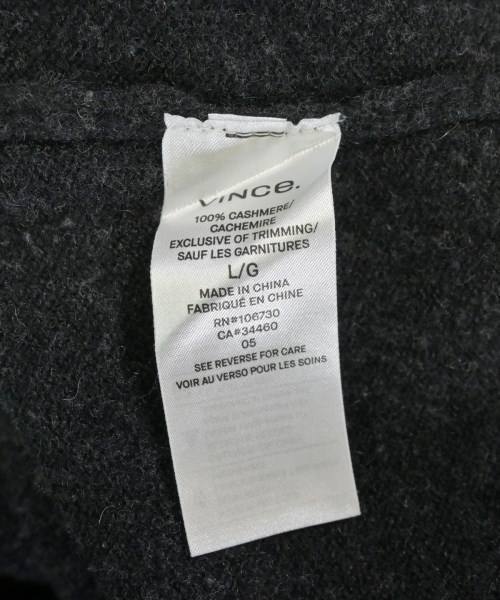 VINCE.
100% CASHMERE/
CACHEMIRE
EXCLUSIVE OF TRIMMING/
SAUF LES GARNITURES
L/G
MADE IN CHINA
FABRIQUÉ EN CHINE
RN#106730
CA#34460
05
SEE REVERSE FOR CARE
VOIR AU VERSO POUR LES SOINS